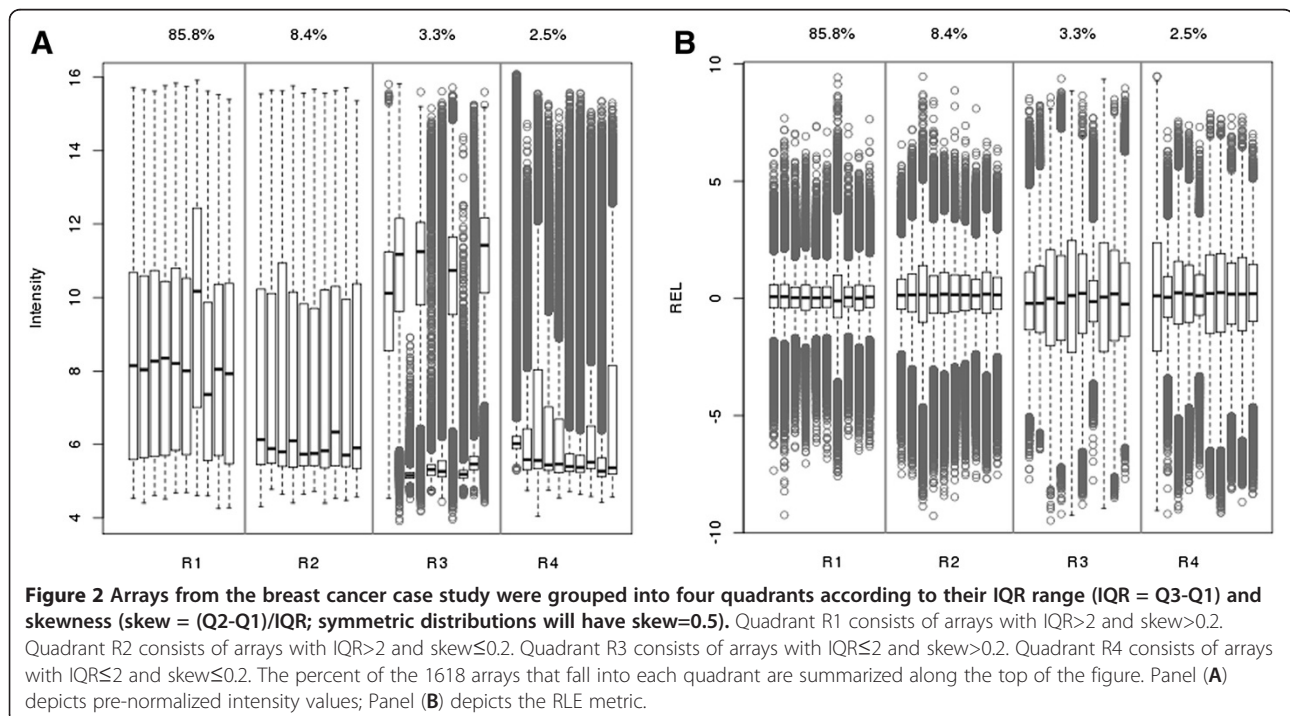 A
85.8% 8.4% 3.3% 2.5%
Intensity
16
14
12
10
8
6
4
R1 R2 R3 R4
B
85.8% 8.4% 3.3% 2.5%
REL
10
5
0
-5
-10
R1 R2 R3 R4
Figure 2 Arrays from the breast cancer case study were grouped into four quadrants according to their IQR range (IQR = Q3-Q1) and
skewness (skew = (Q2-Q1)/IQR; symmetric distributions will have skew=0.5). Quadrant R1 consists of arrays with IQR>2 and skew>0.2.
Quadrant R2 consists of arrays with IQR>2 and skew≤0.2. Quadrant R3 consists of arrays with IQR≤2 and skew>0.2. Quadrant R4 consists of arrays
with IQR≤2 and skew≤0.2. The percent of the 1618 arrays that fall into each quadrant are summarized along the top of the figure. Panel (A)
depicts pre-normalized intensity values; Panel (B) depicts the RLE metric.